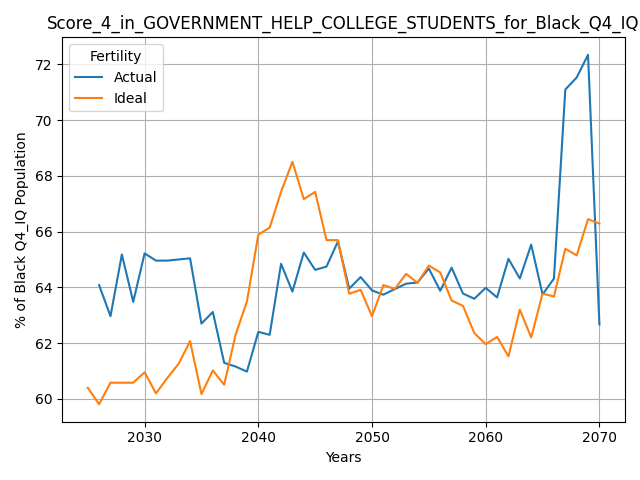 Score_4_in_GOVERNMENT_HELP_COLLEGE_STUDENTS_for_Black_Q4_IQ
Fertility
Actual
Ideal
% of Black Q4_IQ Population
72
70
68
66
64
62
60
2030
2040
2050
2060
2070
Years